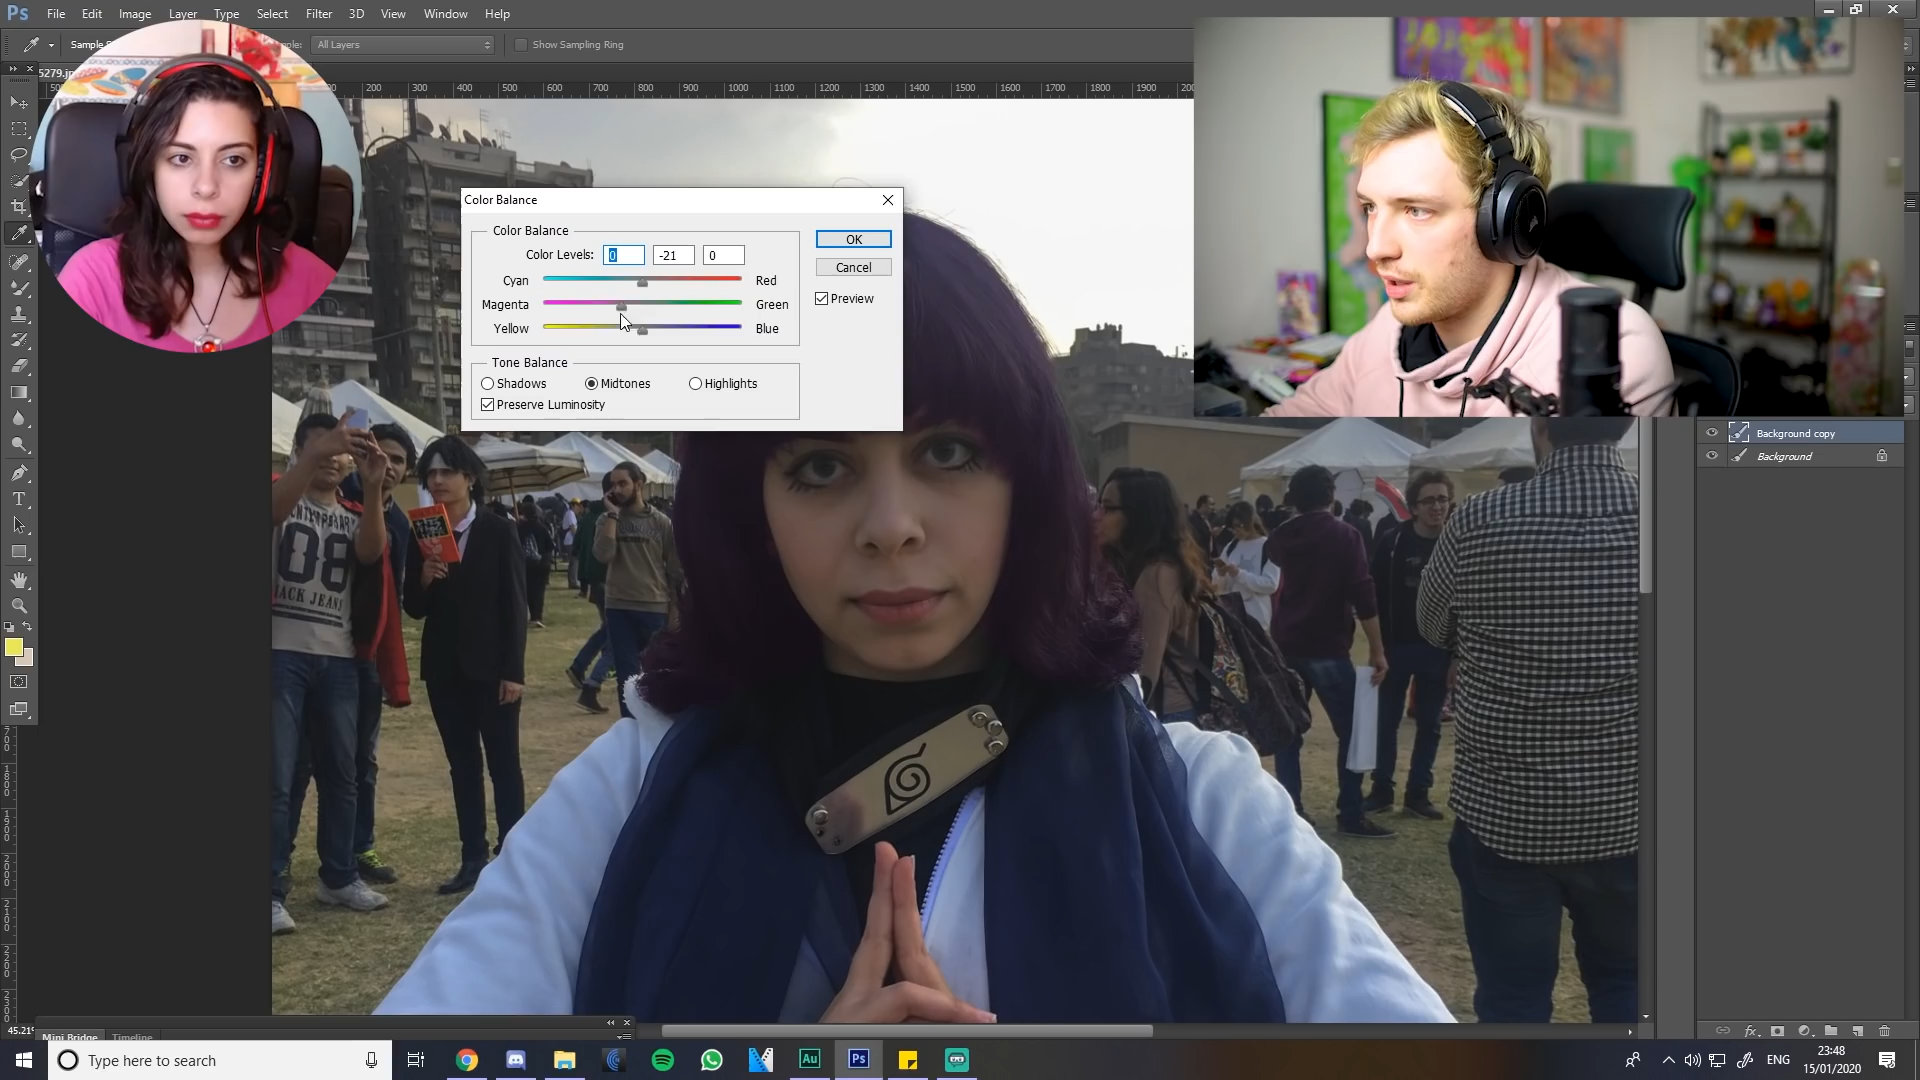 Ps File Edit Image Layer Type Select Filter 3D View Window Help
All Layers Show Sampling Ring
200 300 400 500 600 700 800 900 1000 1100 1200 1300 1400 1500 1600 1700 1800 1900
Color Balance
Color Balance
Color Levels: 0 -21 0
OK
Cyan Red
Cancel
Magenta Green
Preview
Yellow Blue
Tone Balance
Shadows Midtones Highlights
Preserve Luminosity
Background copy
Background
08
JACK JEANS
Mini Bridge Timeline
Type here to search
Au Ps
ENG
23:48
15/01/2020